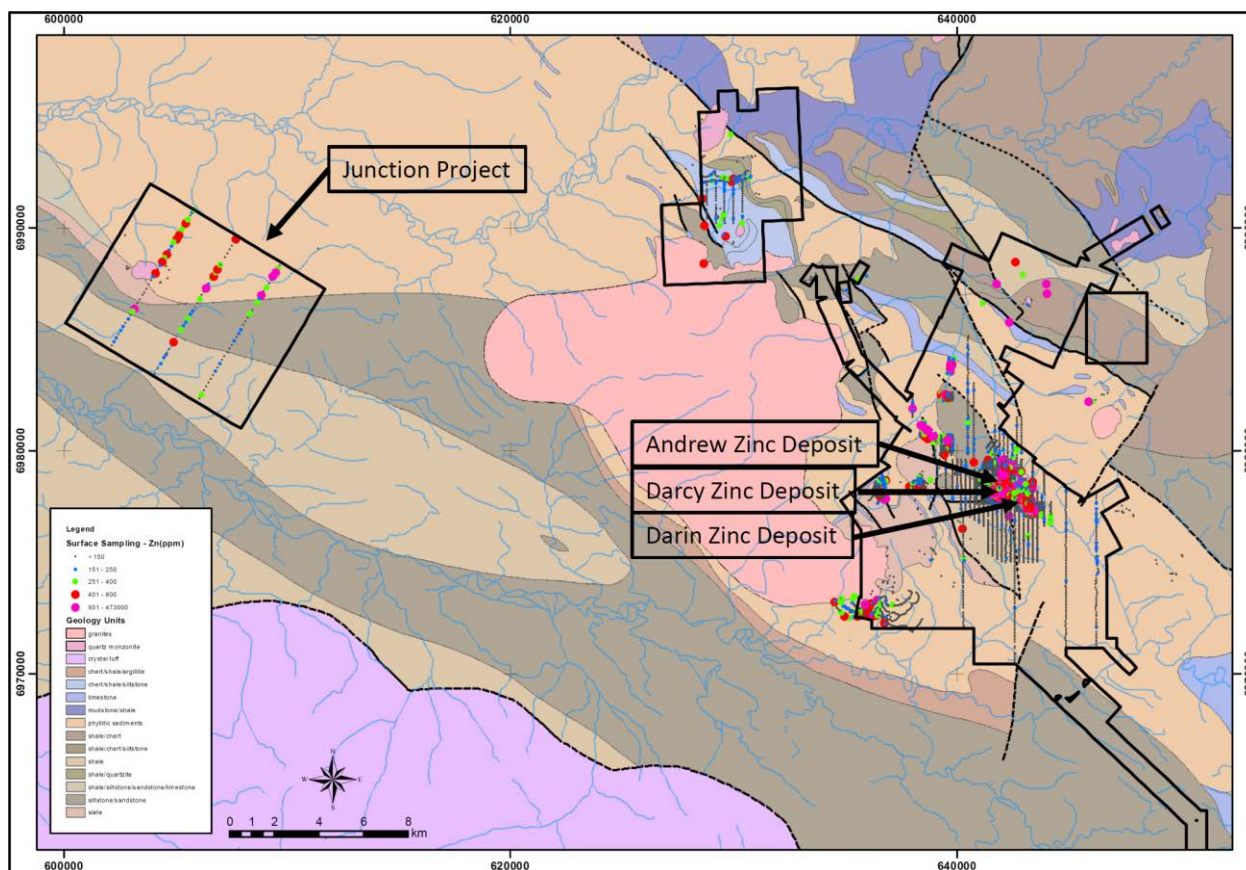 600000
620000
640000
Junction Project
6990000
Andrew Zinc Deposit
Darcy Zinc Deposit
Darin Zinc Deposit
6980000
6970000
Legend
Surface Sampling - Zn(ppm)
< 150
151 - 250
251 - 400
401 - 800
801 - 473000
Geology Units
granites
quartz monzonite
crystal tuff
chert/shale/argillite
chert/shale/siltstone
limestone
mudstone/shale
phyllitic sediments
shale/chert
shale/chert/siltstone
shale
shale/quartzite
shale/siltstone/sandstone/limestone
siltstone/sandstone
slate
N
W
E
S
0 1 2 4 6 8
km
600000
620000
640000